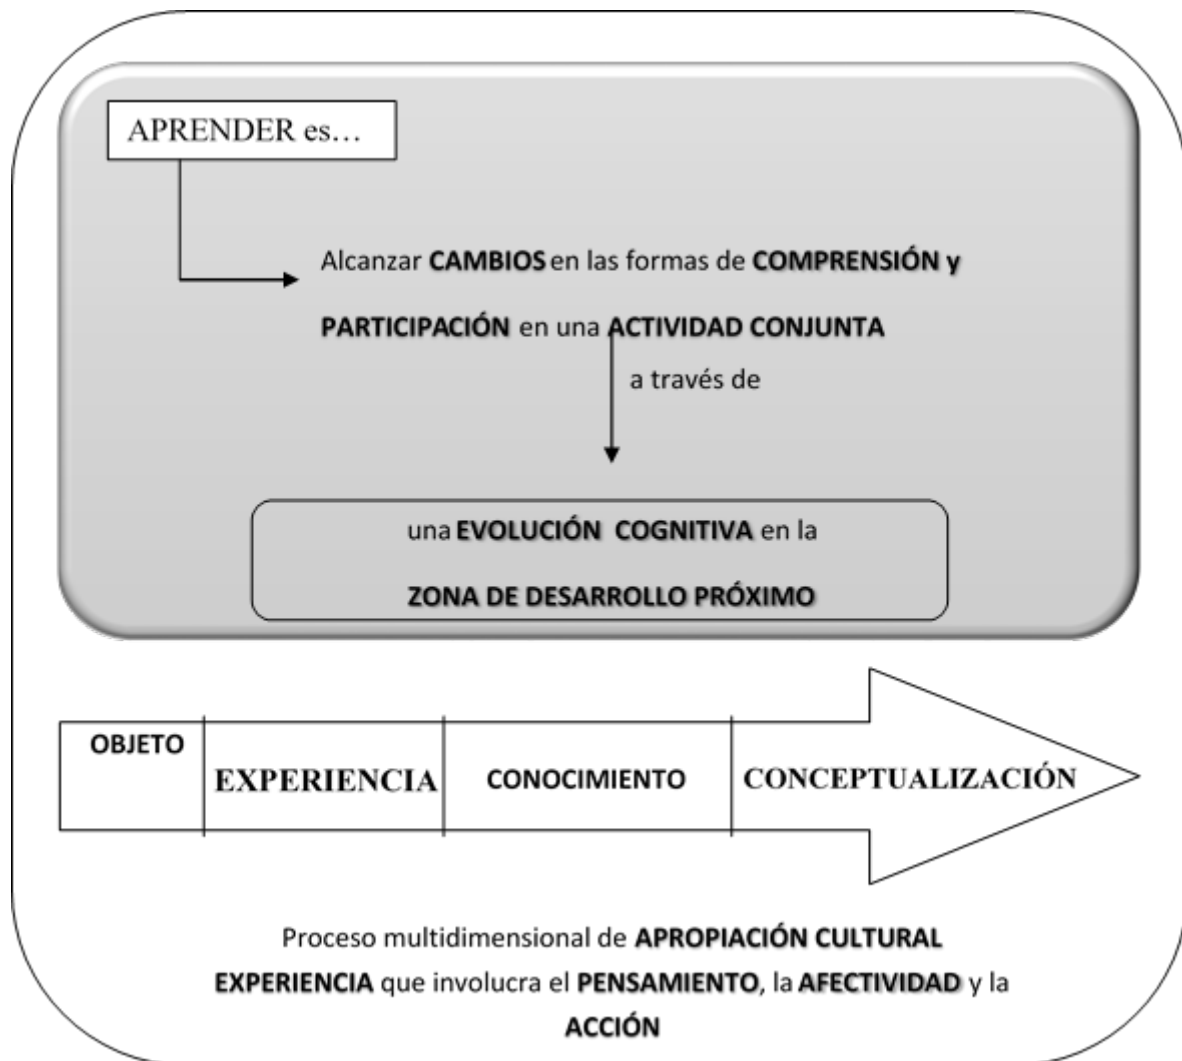 APRENDER es...
Alcanzar CAMBIOS en las formas de COMPRENSIÓN y
PARTICIPACIÓN en una ACTIVIDAD CONJUNTA
a través de
una EVOLUCIÓN COGNITIVA en la
ZONA DE DESARROLLO PRÓXIMO
OBJETO
EXPERIENCIA
CONOCIMIENTO
CONCEPTUALIZACIÓN
Proceso multidimensional de APROPIACIÓN CULTURAL
EXPERIENCIA que involucra el PENSAMIENTO, la AFECTIVIDAD y la
ACCIÓN